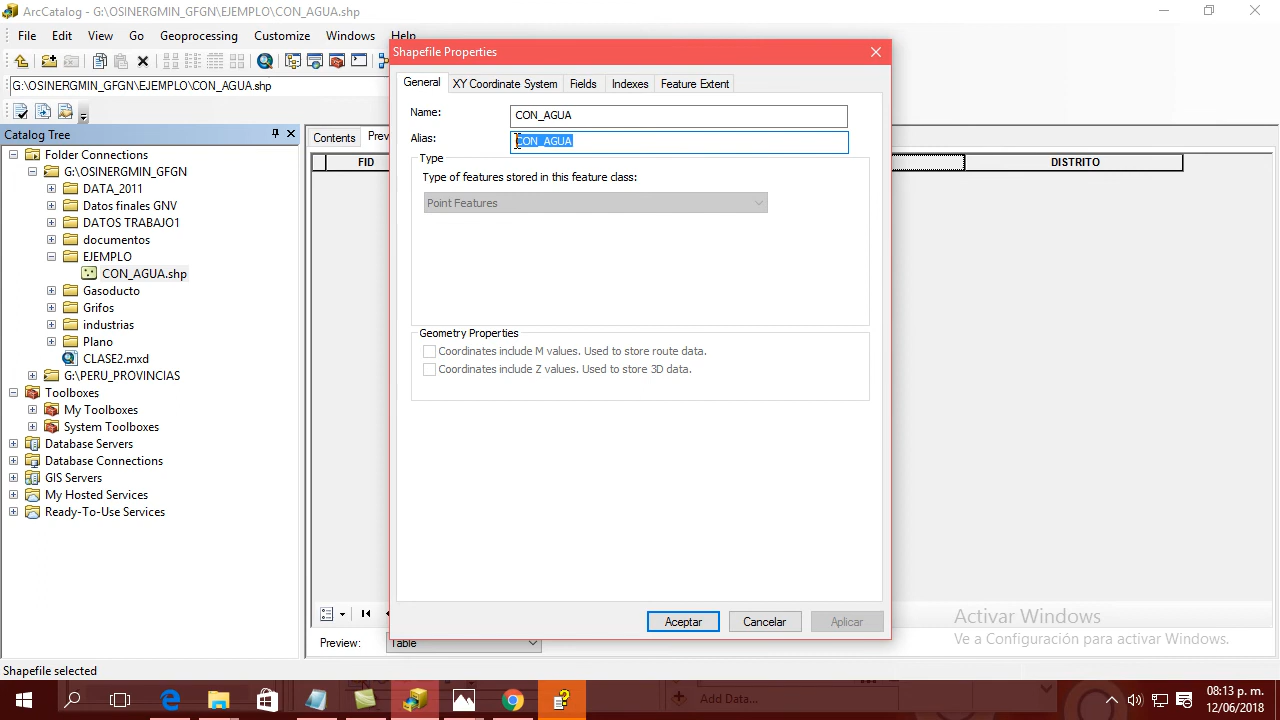 ArcCatalog - G:\OSINERGMIN_GFGN\EJEMPLO\CON_AGUA.shp
File Edit View Go Geoprocessing Customize Windows Help
G:\OSINERGMIN_GFGN\EJEMPLO\CON_AGUA.shp
Catalog Tree
Folder Connections
G:\OSINERGMIN_GFGN
DATA_2011
Datos finales GNV
DATOS TRABAJO1
documentos
EJEMPLO
CON_AGUA.shp
Gasoducto
Grifos
industrias
Plano
CLASE2.mxd
G:\PERU_PROVINCIAS
Toolboxes
My Toolboxes
System Toolboxes
Database Servers
Database Connections
GIS Servers
My Hosted Services
Ready-To-Use Services
Contents
FID
DISTRITO
Shapefile Properties
General XY Coordinate System Fields Indexes Feature Extent
Name: CON_AGUA
Alias: CON_AGUA
Type
Type of features stored in this feature class:
Point Features
Geometry Properties
Coordinates include M values. Used to store route data.
Coordinates include Z values. Used to store 3D data.
Aceptar Cancelar Aplicar
Preview: Table
Activar Windows
Ve a Configuración para activar Windows.
Shapefile selected
Add Data...
08:13 p. m.
12/06/2018